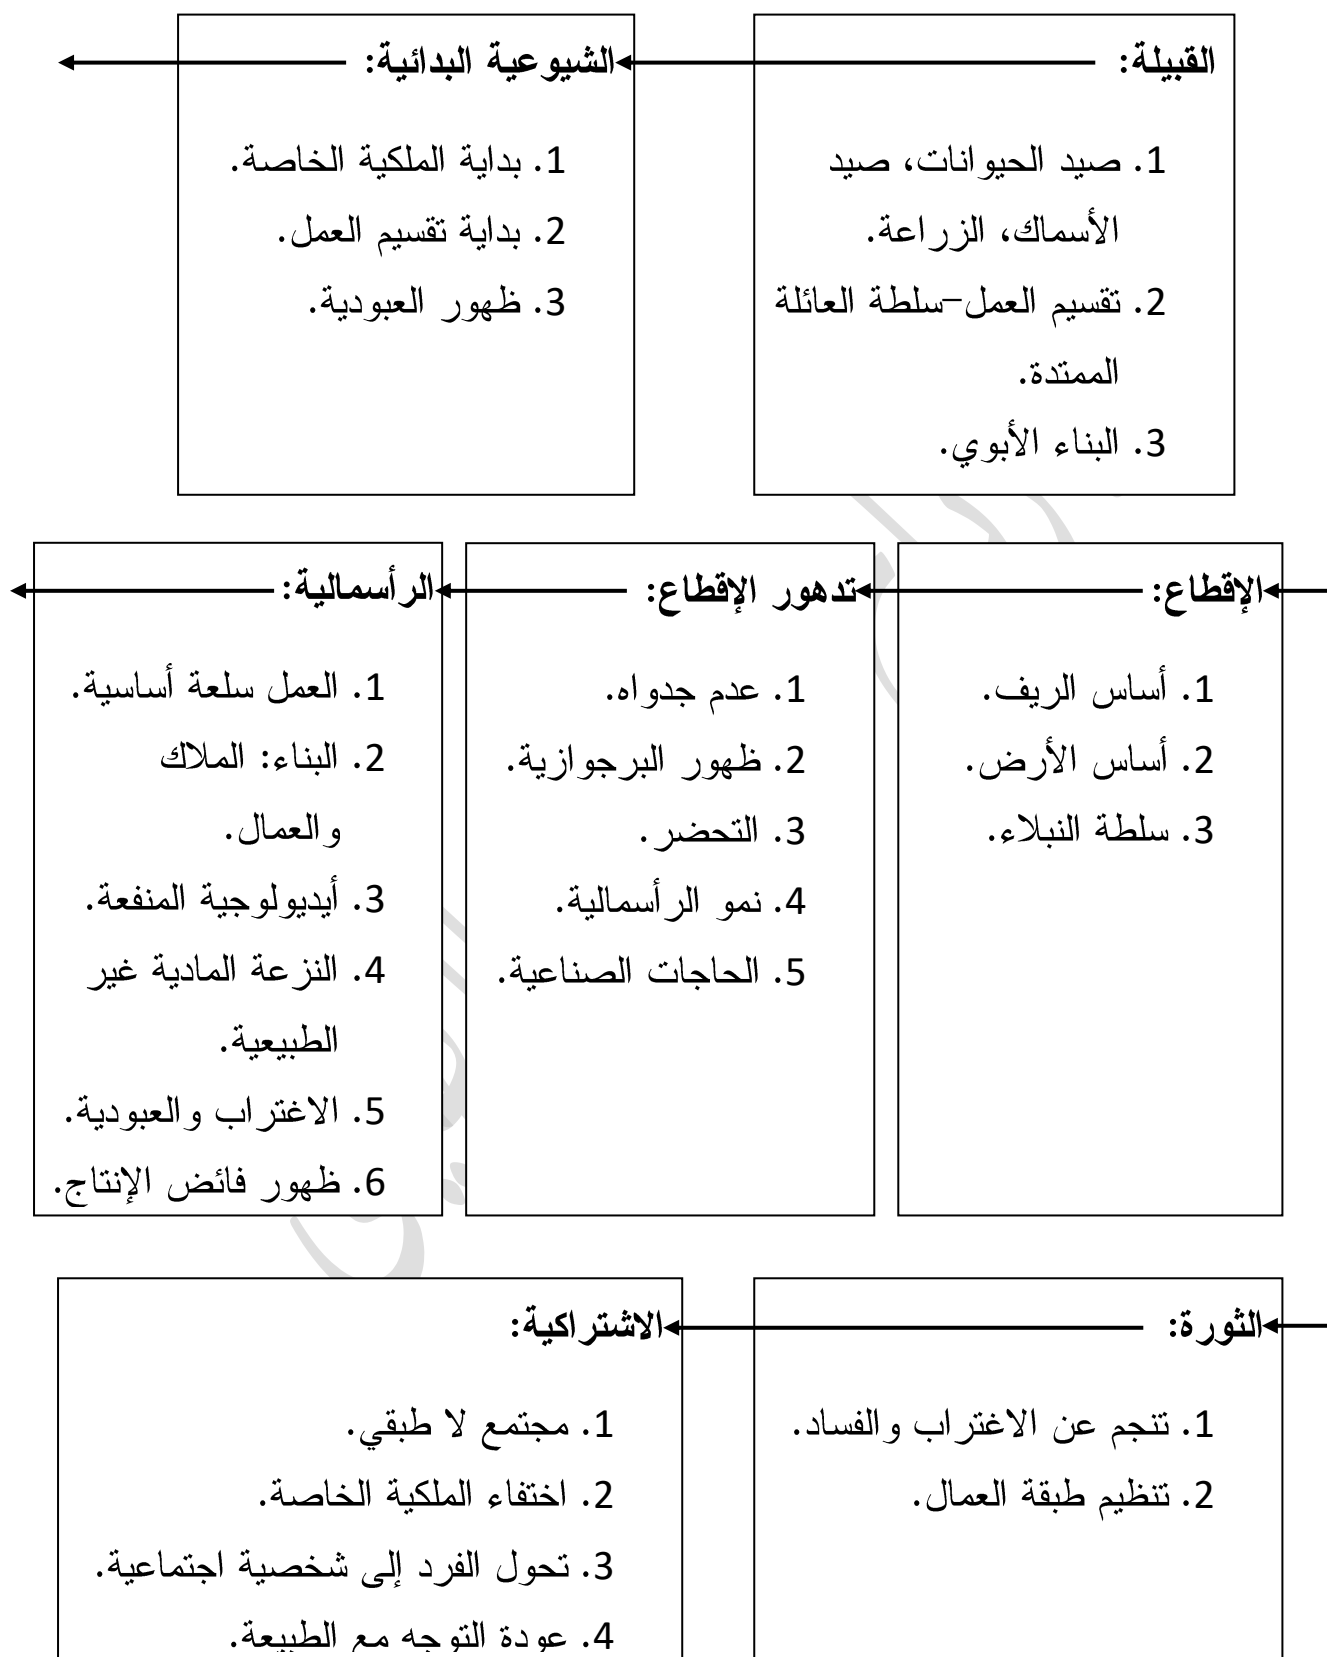 القبيلة:
1. صيد الحيوانات، صيد
الأسماك، الزراعة.
2. تقسيم العمل–سلطة العائلة
الممتدة.
3. البناء الأبوي.
الشيوعية البدائية:
1. بداية الملكية الخاصة.
2. بداية تقسيم العمل.
3. ظهور العبودية.
الإقطاع:
1. أساس الريف.
2. أساس الأرض.
3. سلطة النبلاء.
تدهور الإقطاع:
1. عدم جدواه.
2. ظهور البرجوازية.
3. التحضر.
4. نمو الرأسمالية.
5. الحاجات الصناعية.
الرأسمالية:
1. العمل سلعة أساسية.
2. البناء: الملاك
والعمال.
3. أيديولوجية المنفعة.
4. النزعة المادية غير
الطبيعية.
5. الاغتراب والعبودية.
6. ظهور فائض الإنتاج.
الثورة:
1. تنجم عن الاغتراب والفساد.
2. تنظيم طبقة العمال.
الاشتراكية:
1. مجتمع لا طبقي.
2. اختفاء الملكية الخاصة.
3. تحول الفرد إلى شخصية اجتماعية.
4. عودة التوجه مع الطبيعة.